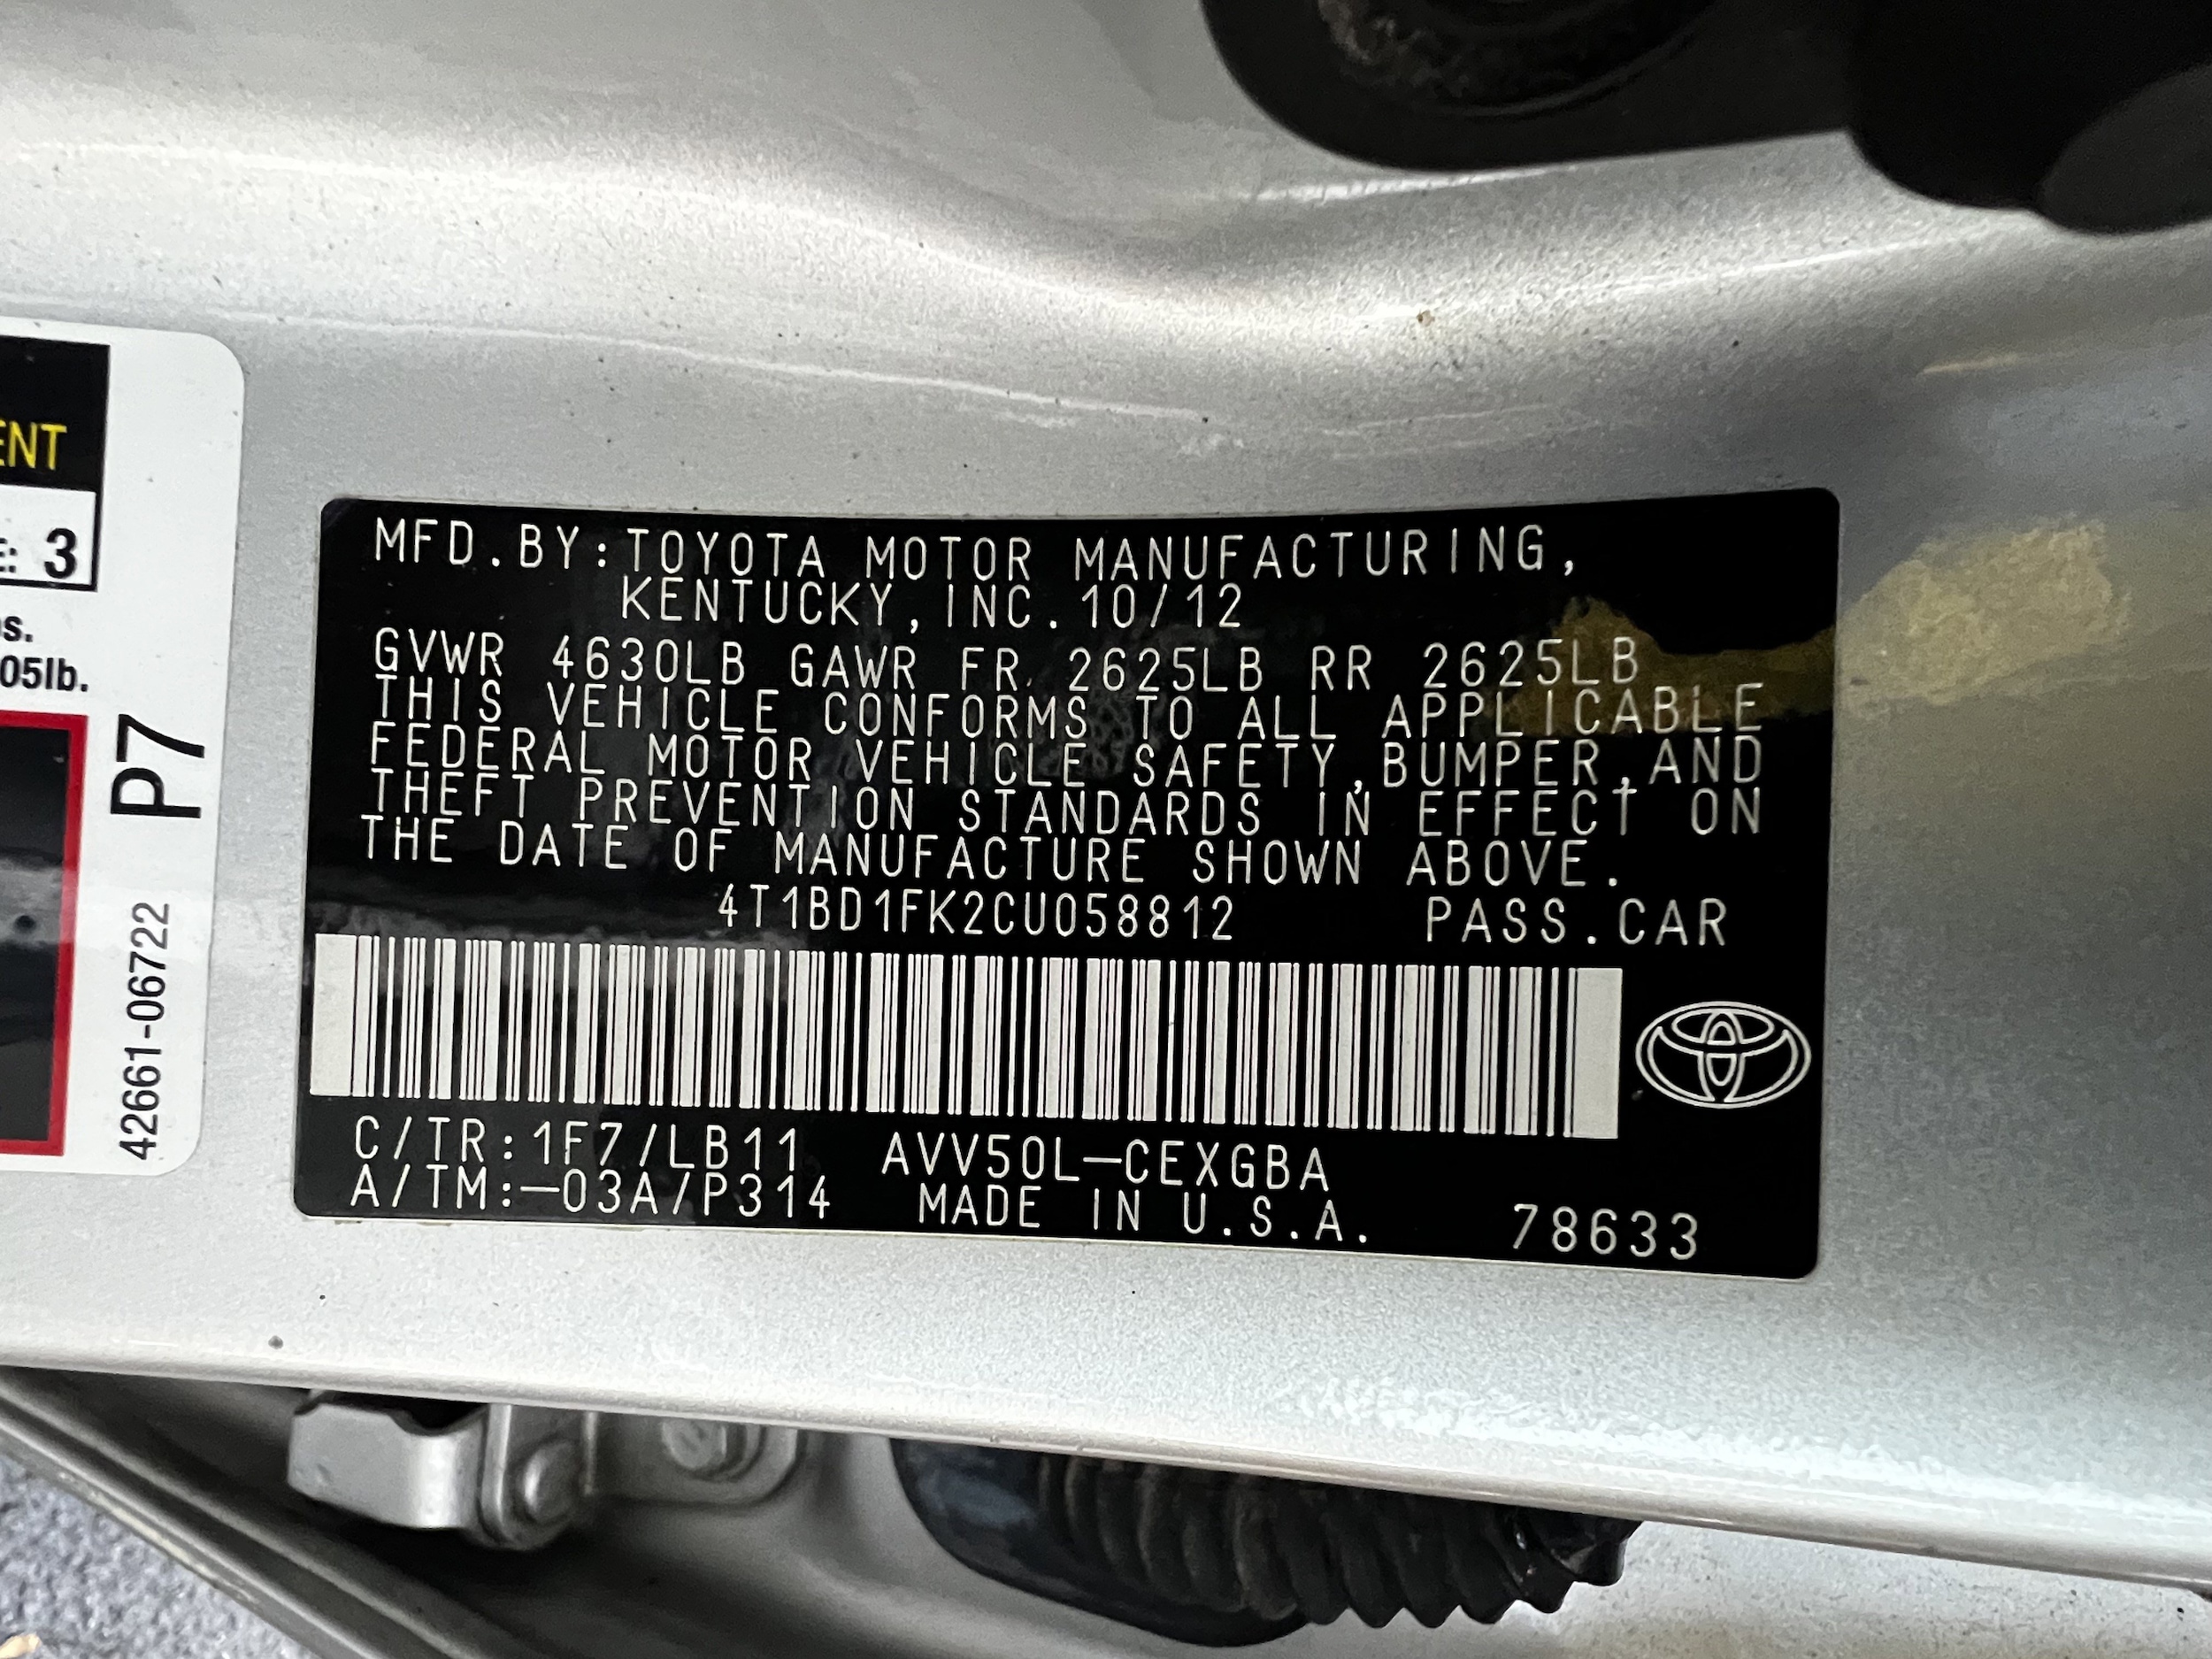 MFD.BY:TOYOTA MOTOR MANUFACTURING,
KENTUCKY,INC.10/12
GVWR 4630LB GAWR FR 2625LB RR 2625LB
THIS VEHICLE CONFORMS TO ALL APPLICABLE
FEDERAL MOTOR VEHICLE SAFETY,BUMPER,AND
THEFT PREVENTION STANDARDS IN EFFECT ON
THE DATE OF MANUFACTURE SHOWN ABOVE.
4T1BD1FK2CU058812 PASS.CAR
C/TR:1F7/LB11 AVV50L-CEXGBA
A/TM:-03A/P314 MADE IN U.S.A. 78633
ENT
E: 3
s.
05lb.
P7
42661-06722